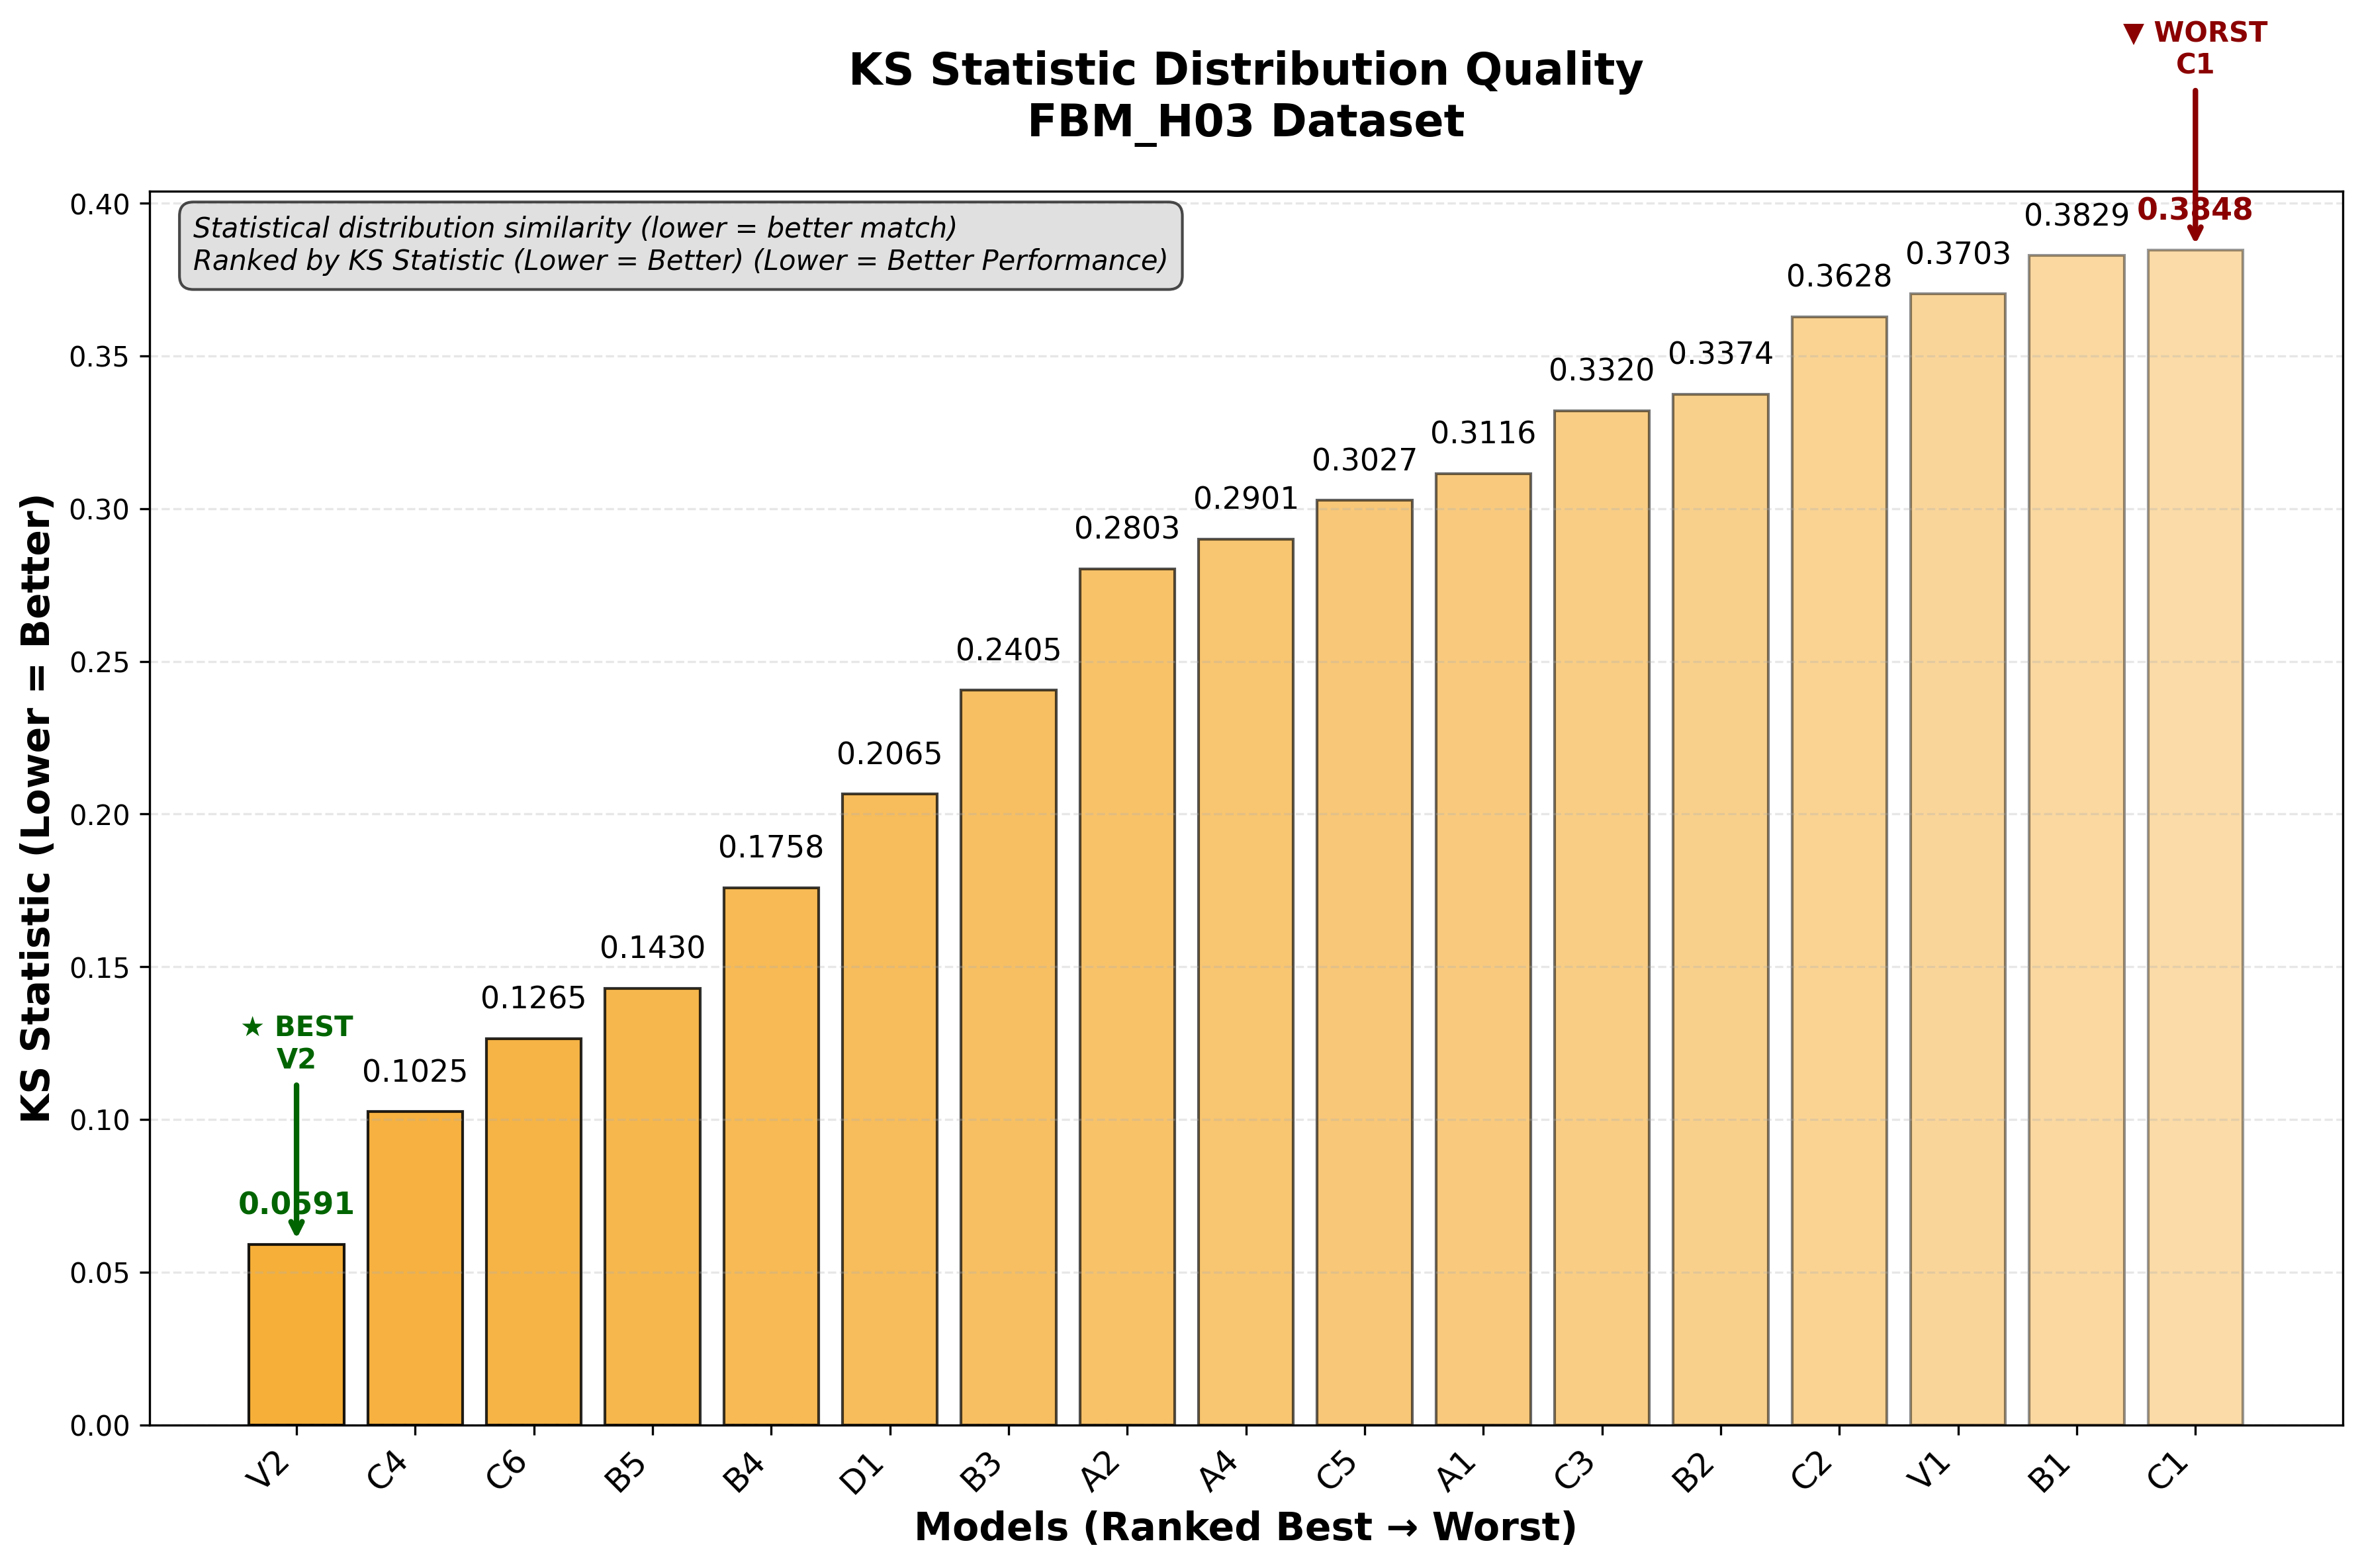 ▼ WORST
C1
KS Statistic Distribution Quality
FBM_H03 Dataset
Statistical distribution similarity (lower = better match)
Ranked by KS Statistic (Lower = Better) (Lower = Better Performance)
KS Statistic (Lower = Better)
0.40
0.35
0.30
0.25
0.20
0.15
0.10
0.05
0.00
★ BEST
V2
0.0591
0.1025
0.1265
0.1430
0.1758
0.2065
0.2405
0.2803
0.2901
0.3027
0.3116
0.3320
0.3374
0.3628
0.3703
0.3829
0.3848
V2
C4
C6
B5
B4
D1
B3
A2
A4
C5
A1
C3
B2
C2
V1
B1
C1
Models (Ranked Best → Worst)